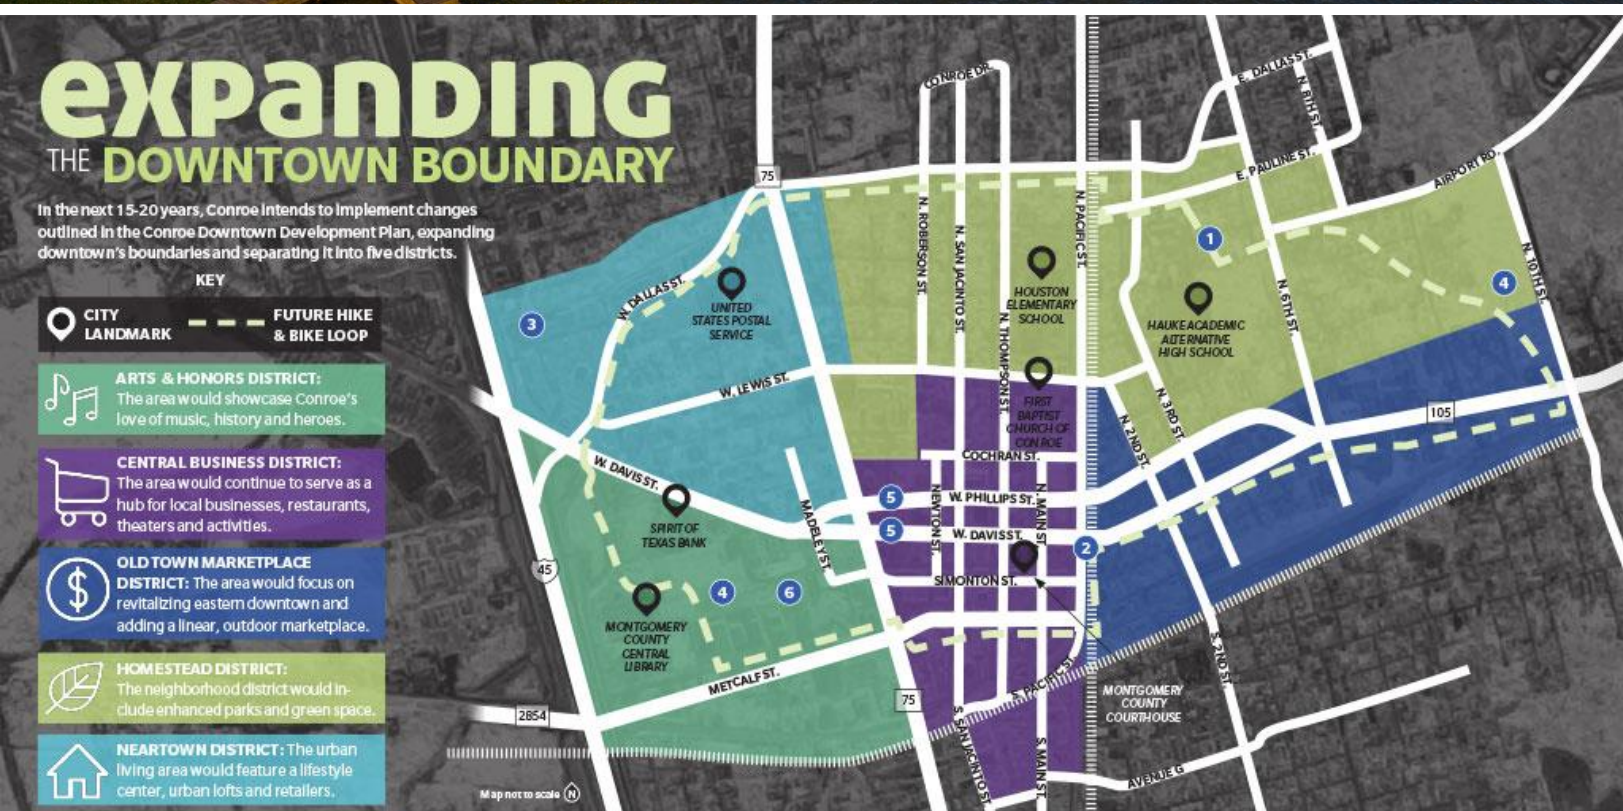 expanding
THE DOWNTOWN BOUNDARY
In the next 15-20 years, Conroe intends to implement changes
outlined in the Conroe Downtown Development Plan, expanding
downtown's boundaries and separating it into five districts.
KEY
CITY
LANDMARK
FUTURE HIKE
& BIKE LOOP
ARTS & HONORS DISTRICT:
The area would showcase Conroe's
love of music, history and heroes.
CENTRAL BUSINESS DISTRICT:
The area would continue to serve as a
hub for local businesses, restaurants,
theaters and activities.
$
OLD TOWN MARKETPLACE
DISTRICT: The area would focus on
revitalizing eastern downtown and
adding a linear, outdoor marketplace.
HOMESTEAD DISTRICT:
The neighborhood district would in-
clude enhanced parks and green space.
NEARTOWN DISTRICT: The urban
living area would feature a lifestyle
center, urban lofts and retailers.
Map not to scale N
75
CONROE DR.
E. DALLAS ST.
N. 8TH ST.
E. PAULINE ST.
AIRPORT RD.
N. ROBERSON ST.
N. SAN JACINTO ST.
N. THOMPSON ST.
N. PACIFIC ST.
1
N. 6TH ST.
4
N. 10TH ST.
3
W. DALLAS ST.
UNITED
STATES POSTAL
SERVICE
HOUSTON
ELEMENTARY
SCHOOL
HAUKE ACADEMIC
ALTERNATIVE
HIGH SCHOOL
W. LEWIS ST.
FIRST
BAPTIST
CHURCH OF
CONROE
N. 2ND ST.
N. 3RD ST.
105
COCHRAN ST.
W. DAVIS ST.
SPIRIT OF
TEXAS BANK
MADELEY ST.
5
W. PHILLIPS ST.
5
NEWTON ST.
W. DAVIS ST.
N. MAIN ST.
2
SIMONTON ST.
45
4
6
MONTGOMERY
COUNTY
CENTRAL
LIBRARY
METCALF ST.
2854
75
S. PACIFIC ST.
S. 2ND ST.
MONTGOMERY
COUNTY
COURTHOUSE
S. SAN JACINTO ST.
S. MAIN ST.
AVENUE G